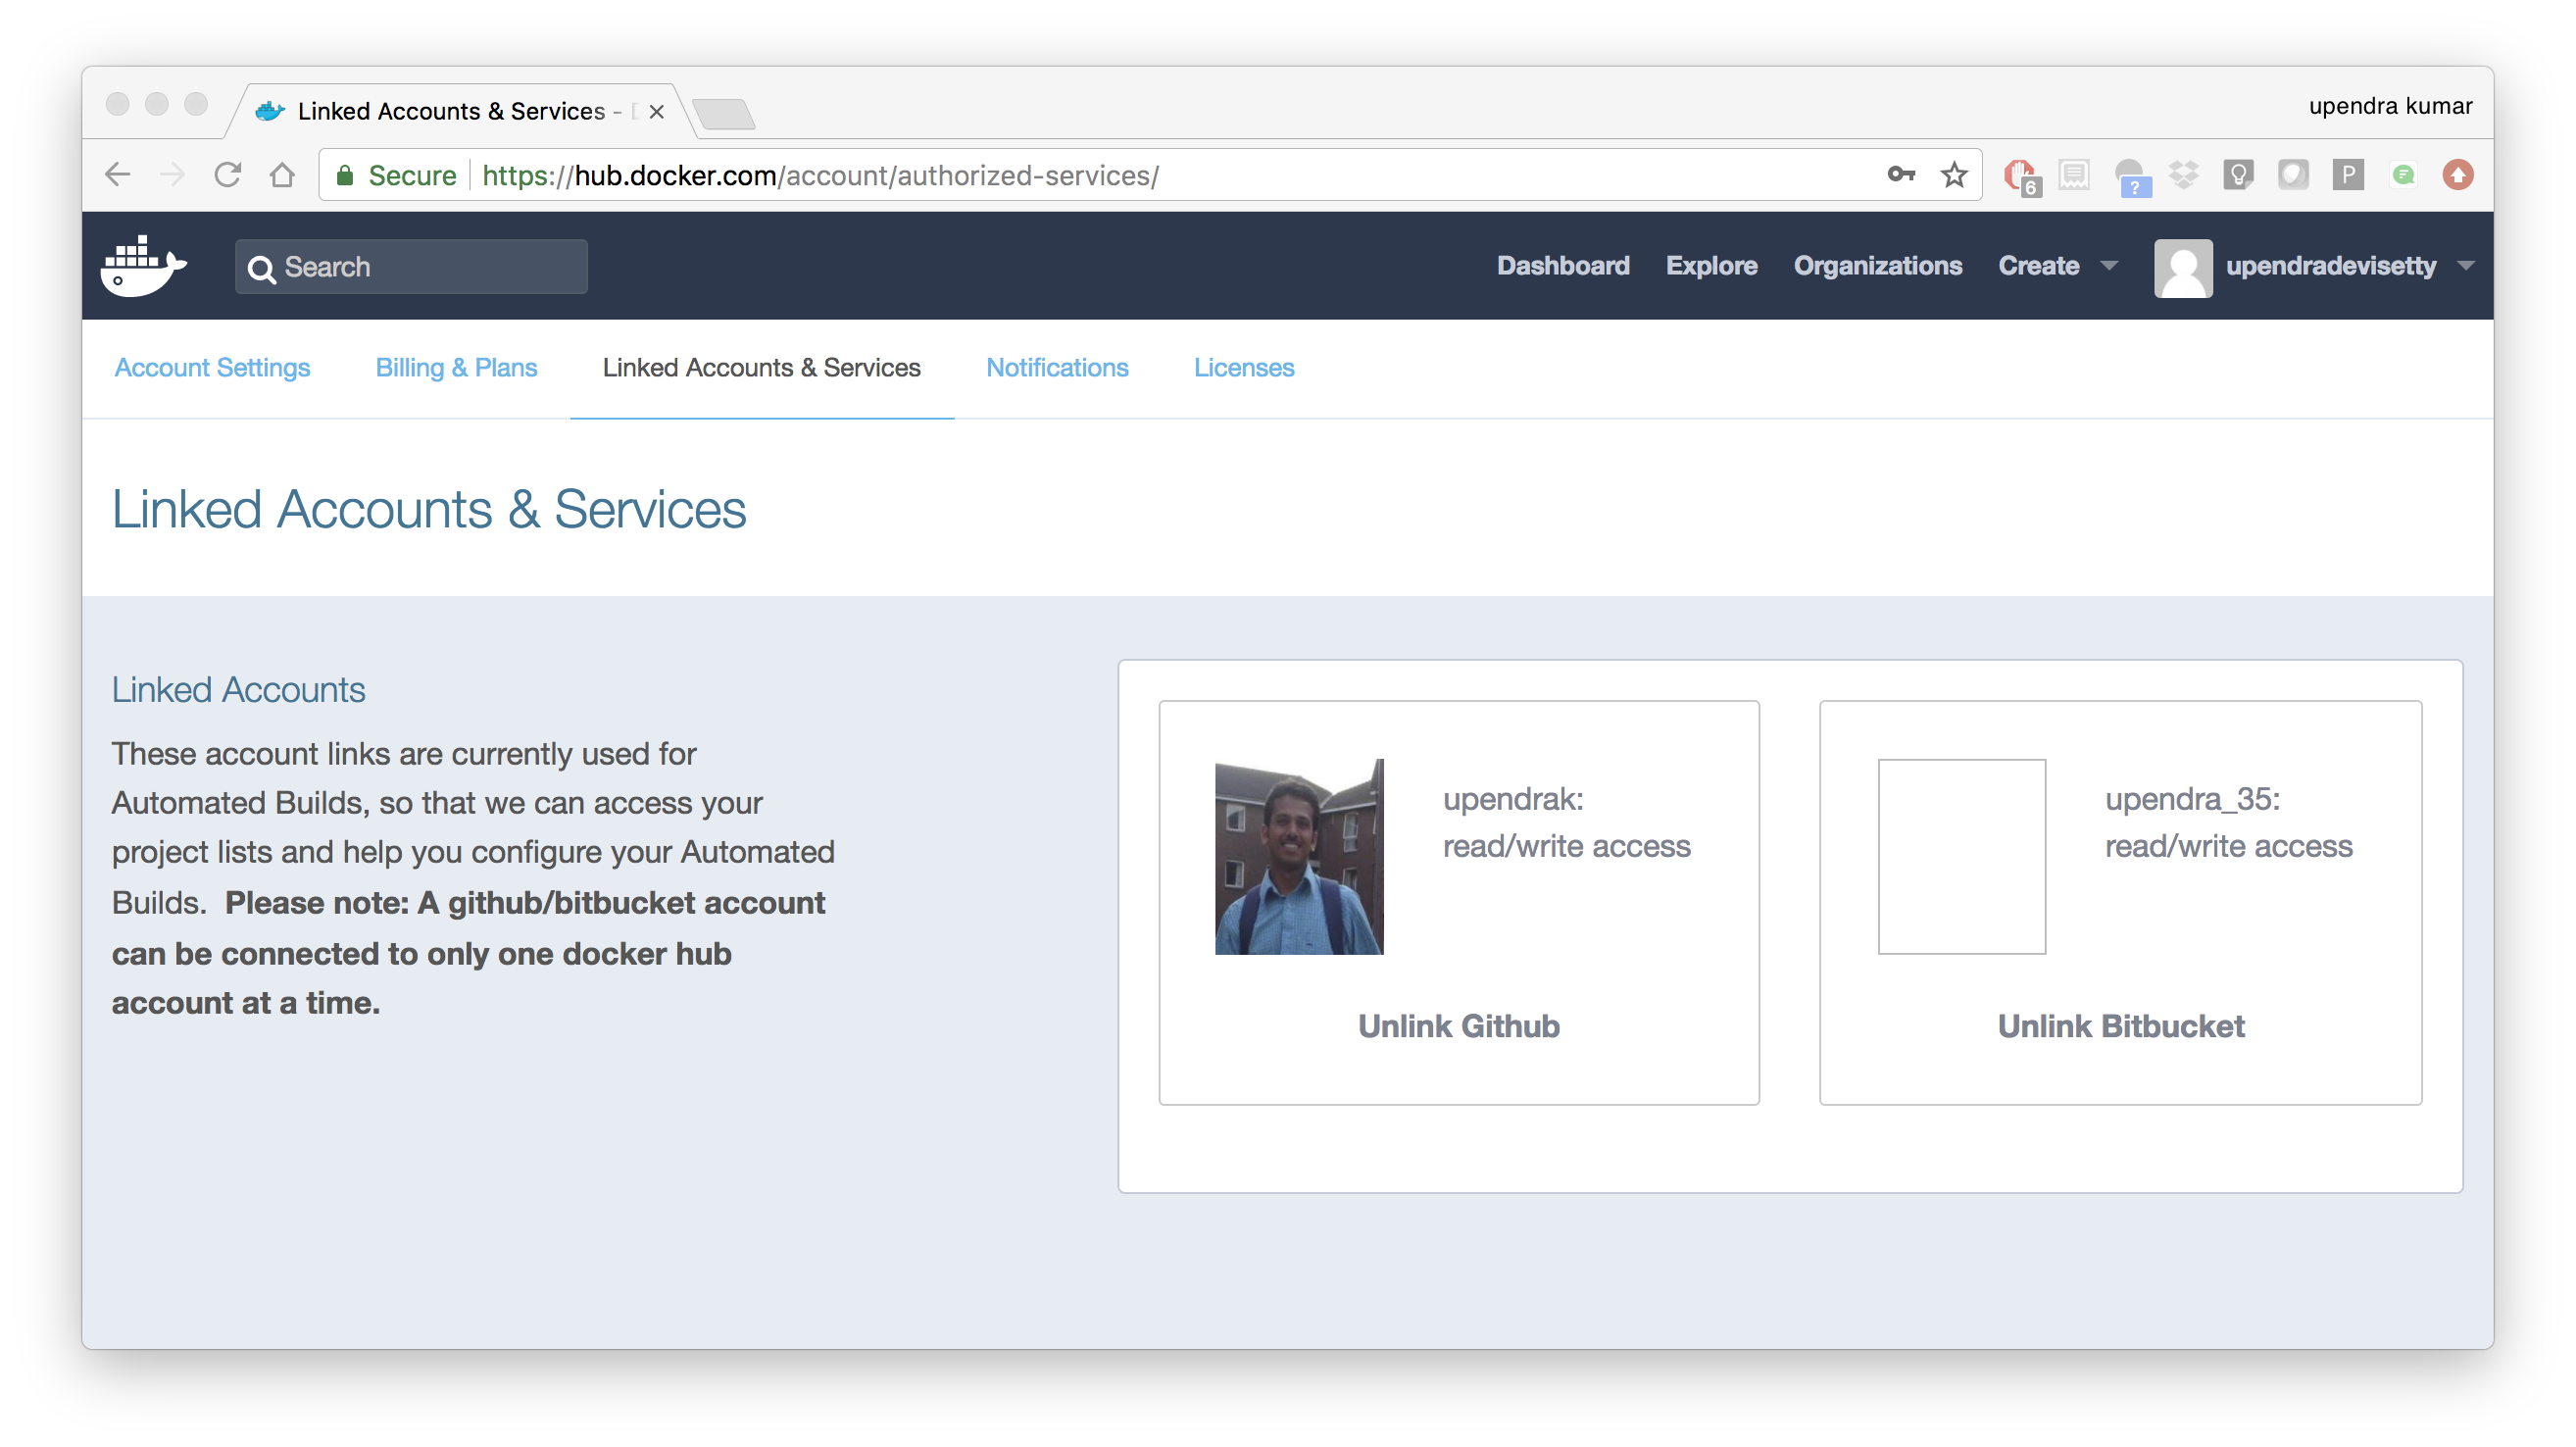 Linked Accounts & Services -
upendra kumar
Secure https://hub.docker.com/account/authorized-services/
6
?
P
Search
Dashboard Explore Organizations Create upendradevisetty
Account Settings Billing & Plans Linked Accounts & Services Notifications Licenses
Linked Accounts & Services
Linked Accounts
These account links are currently used for
Automated Builds, so that we can access your
project lists and help you configure your Automated
Builds. Please note: A github/bitbucket account
can be connected to only one docker hub
account at a time.
upendrak:
read/write access
Unlink Github
upendra_35:
read/write access
Unlink Bitbucket